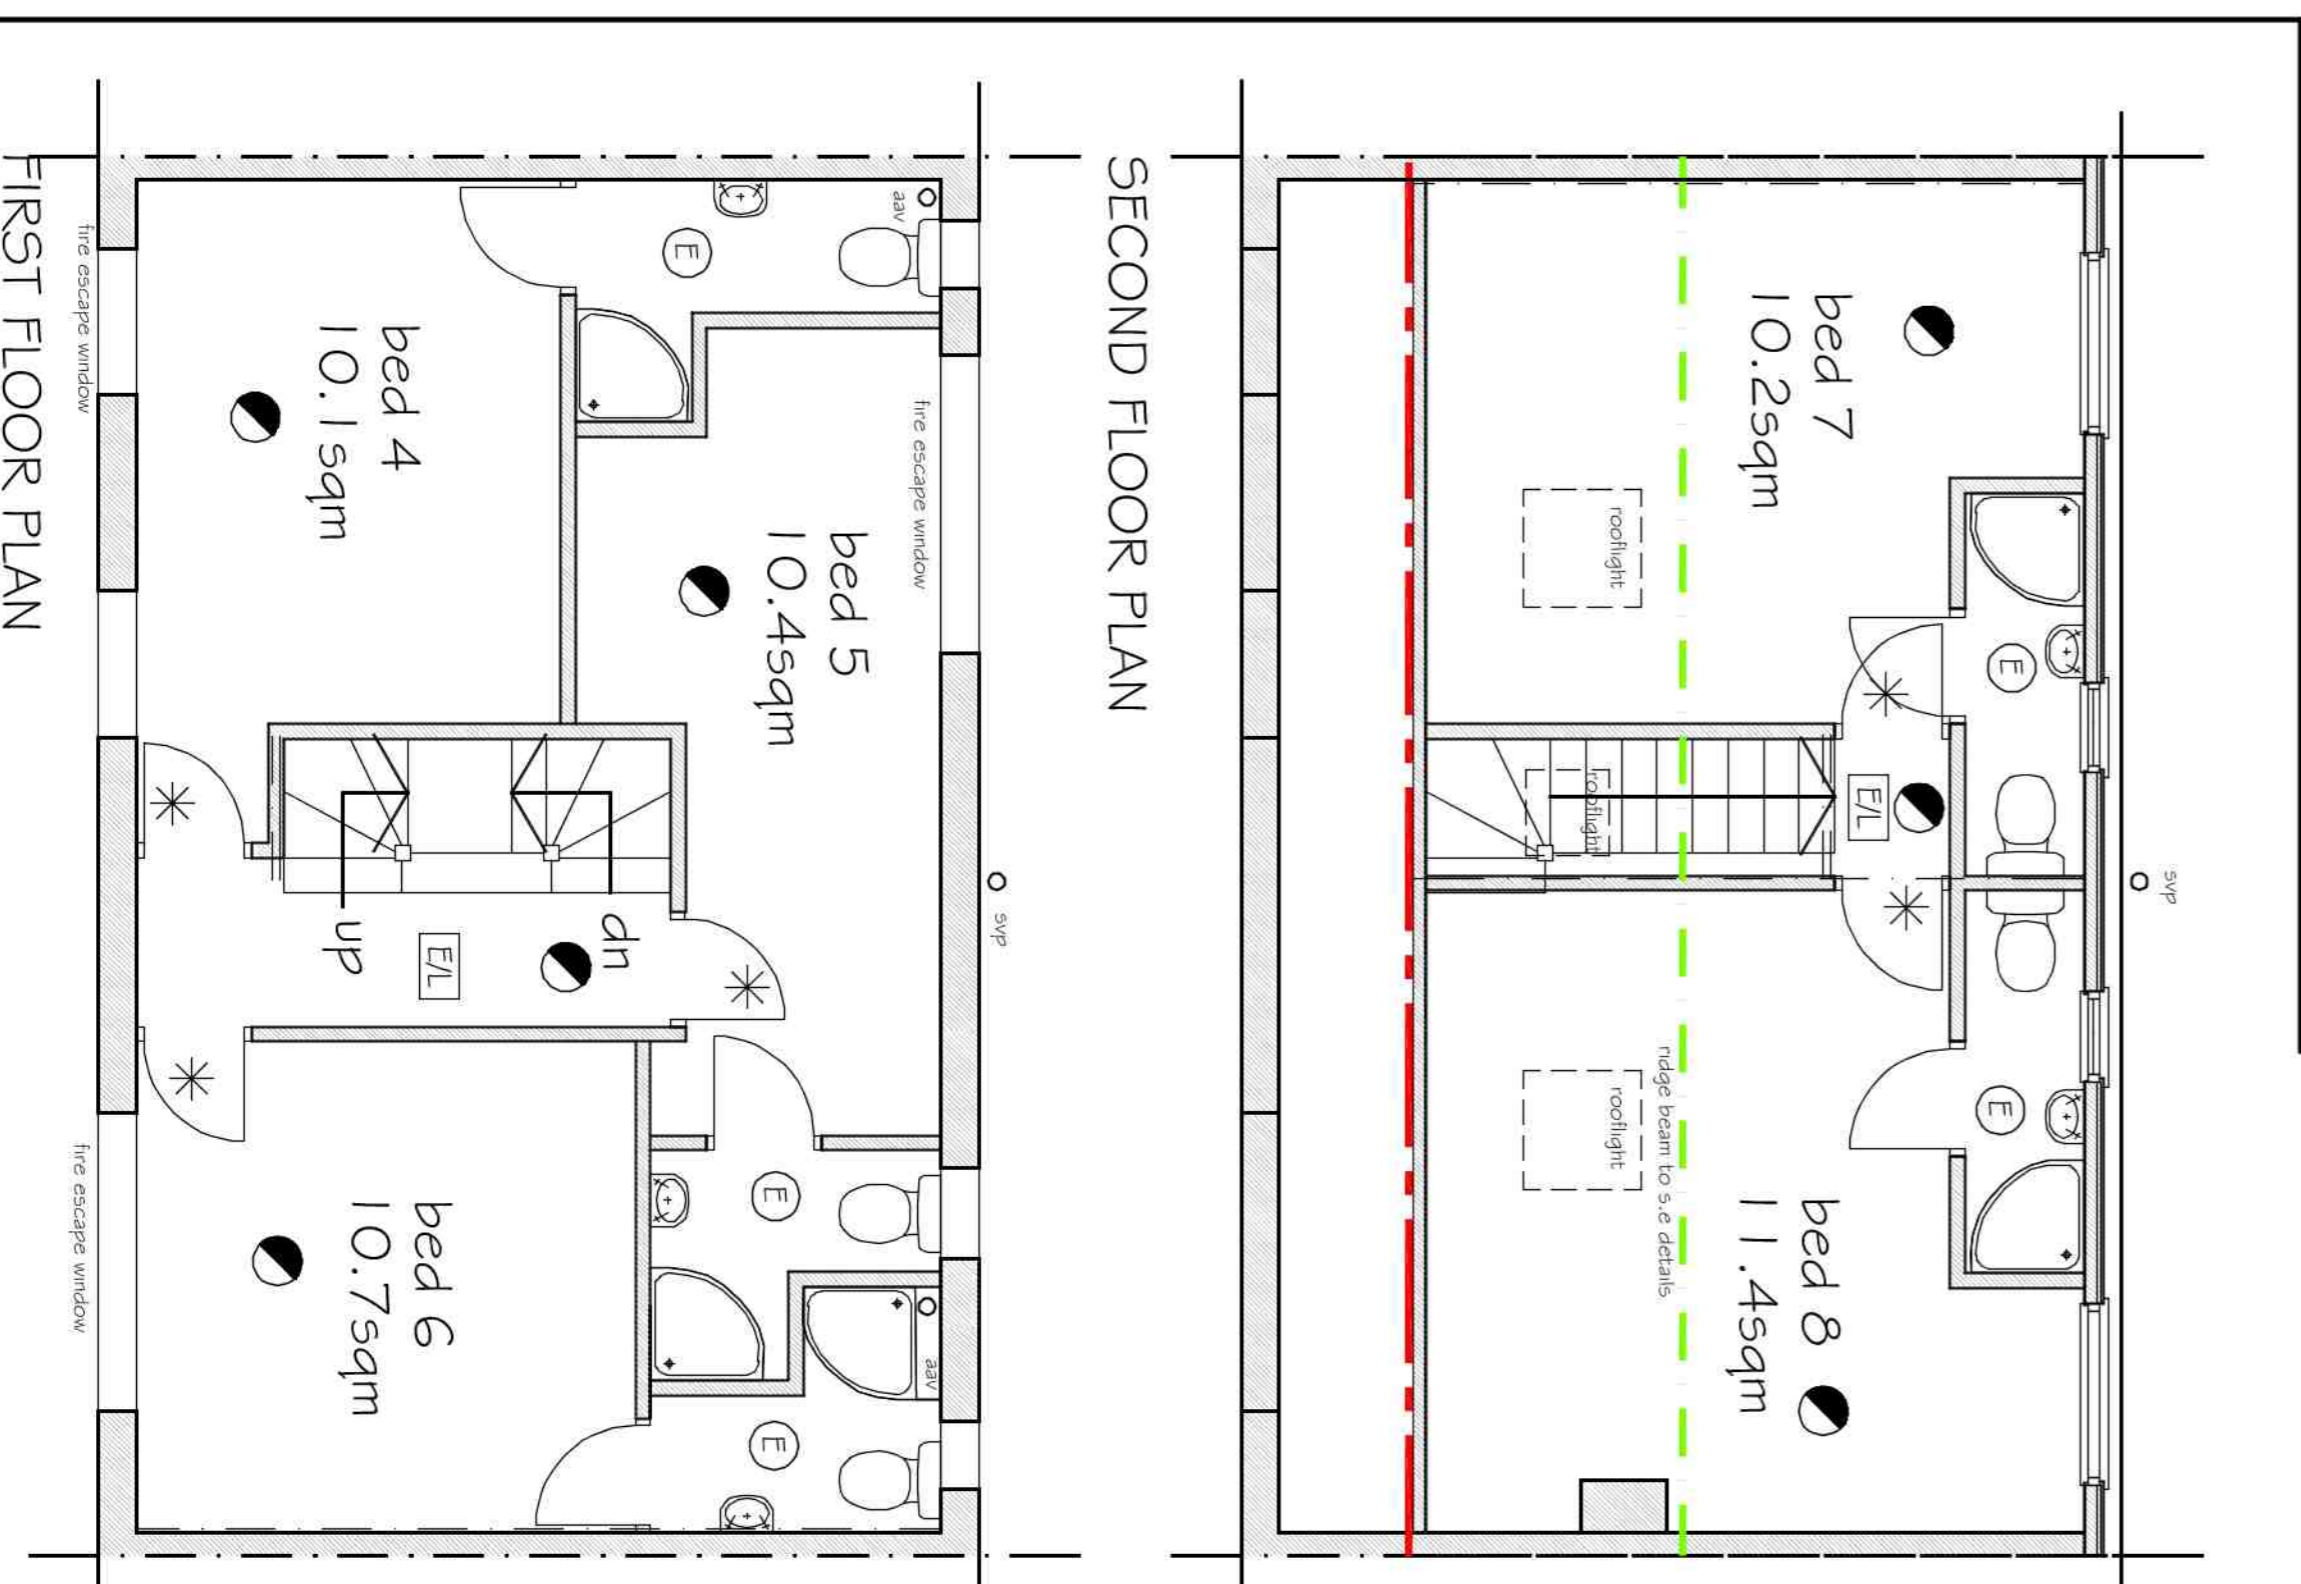 SECOND FLOOR PLAN
bed 7
10.2sqm
rooflight
E
E/L
rooflight
svp
ridge beam to s.e details
rooflight
E
bed 8
11.4sqm
FIRST FLOOR PLAN
fire escape window
bed 4
10.1sqm
E
aav
fire escape window
bed 5
10.4sqm
up
dn
E/L
svp
fire escape window
bed 6
10.7sqm
E
aav
E